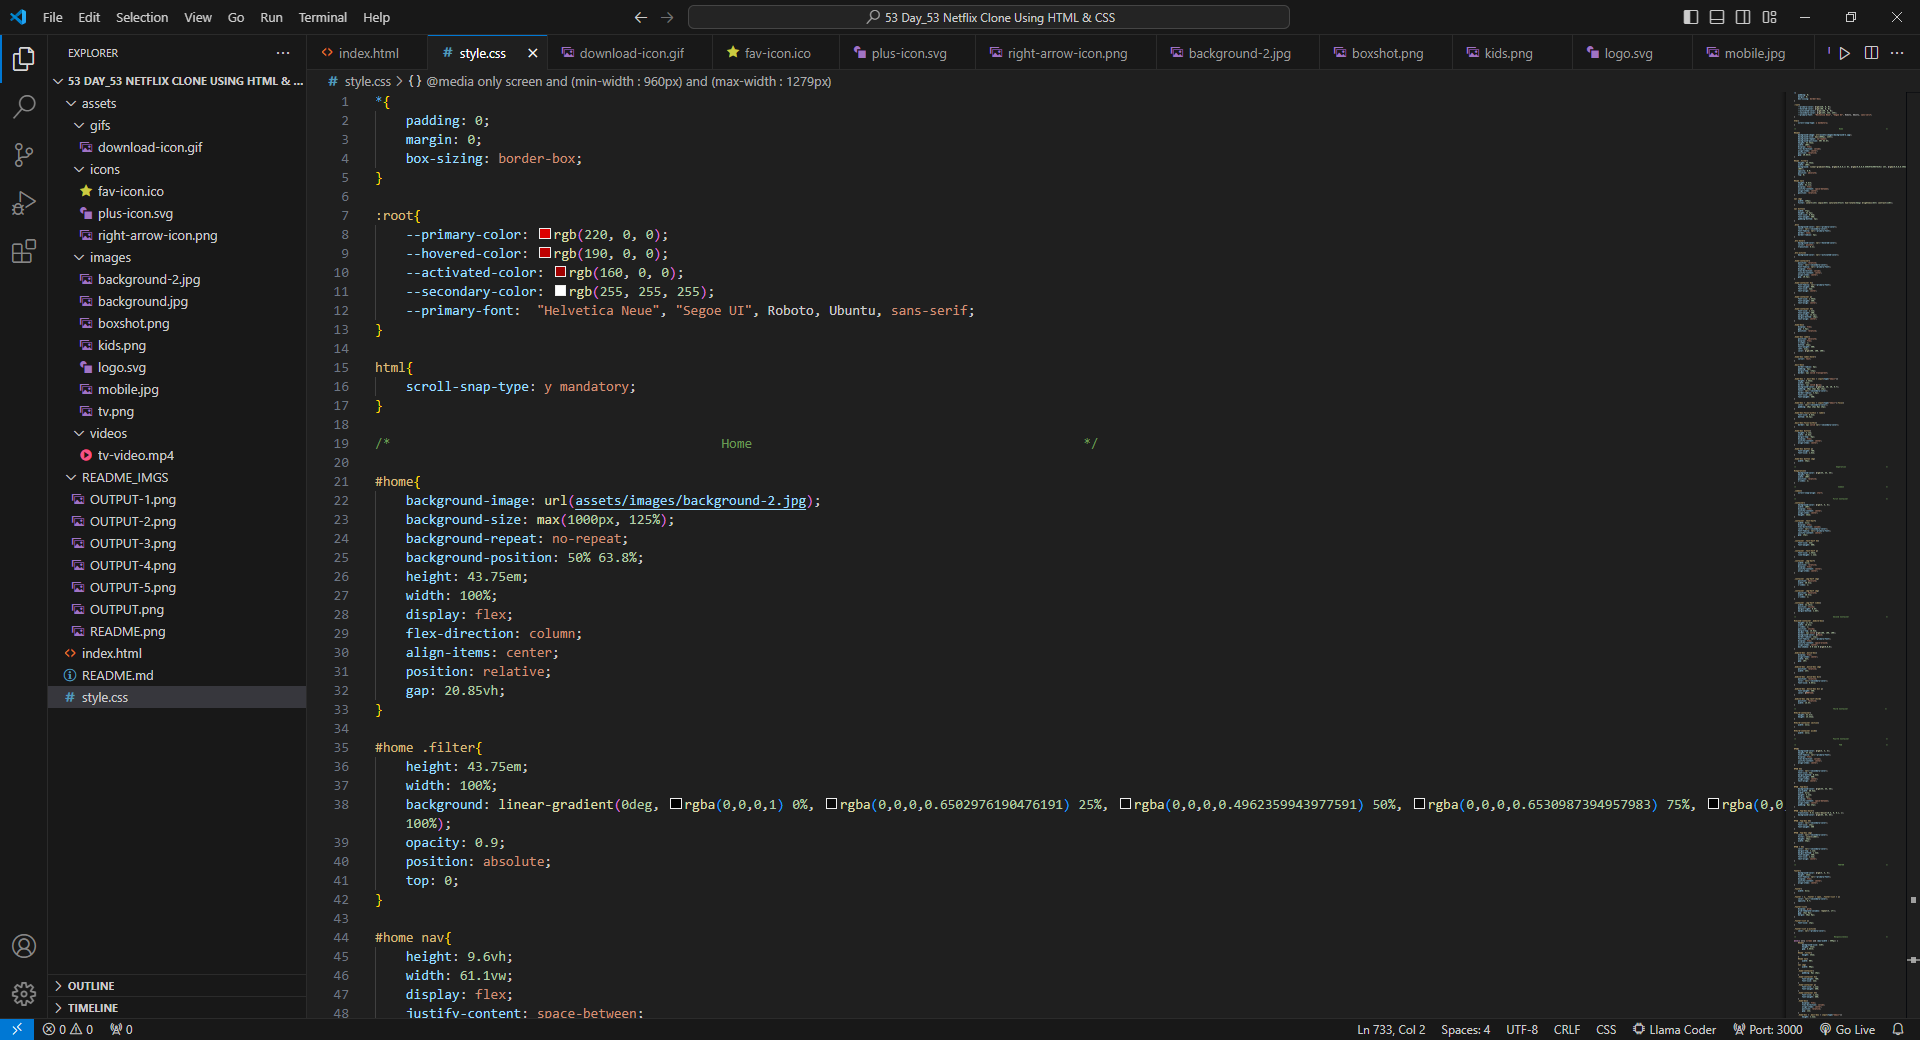 File Edit Selection View Go Run Terminal Help
53 Day_53 Netflix Clone Using HTML & CSS
EXPLORER
53 DAY_53 NETFLIX CLONE USING HTML & ...
assets
gifs
download-icon.gif
icons
fav-icon.ico
plus-icon.svg
right-arrow-icon.png
images
background-2.jpg
background.jpg
boxshot.png
kids.png
logo.svg
mobile.jpg
tv.png
videos
tv-video.mp4
README_IMGS
OUTPUT-1.png
OUTPUT-2.png
OUTPUT-3.png
OUTPUT-4.png
OUTPUT-5.png
OUTPUT.png
README.png
index.html
README.md
style.css
OUTLINE
TIMELINE
index.html style.css download-icon.gif fav-icon.ico plus-icon.svg right-arrow-icon.png background-2.jpg boxshot.png kids.png logo.svg mobile.jpg
# style.css > {} @media only screen and (min-width : 960px) and (max-width : 1279px)
1 *{
2 padding: 0;
3 margin: 0;
4 box-sizing: border-box;
5 }
6
7 :root{
8 --primary-color: rgb(220, 0, 0);
9 --hovered-color: rgb(190, 0, 0);
10 --activated-color: rgb(160, 0, 0);
11 --secondary-color: rgb(255, 255, 255);
12 --primary-font:  "Helvetica Neue", "Segoe UI", Roboto, Ubuntu, sans-serif;
13 }
14
15 html{
16 scroll-snap-type: y mandatory;
17 }
18
19 /* Home */
20
21 #home{
22 background-image: url(assets/images/background-2.jpg);
23 background-size: max(1000px, 125%);
24 background-repeat: no-repeat;
25 background-position: 50% 63.8%;
26 height: 43.75em;
27 width: 100%;
28 display: flex;
29 flex-direction: column;
30 align-items: center;
31 position: relative;
32 gap: 20.85vh;
33 }
34
35 #home .filter{
36 height: 43.75em;
37 width: 100%;
38 background: linear-gradient(0deg, rgba(0,0,0,1) 0%, rgba(0,0,0,0.6502976190476191) 25%, rgba(0,0,0,0.4962359943977591) 50%, rgba(0,0,0,0.6530987394957983) 75%, rgba(0,0
100%);
39 opacity: 0.9;
40 position: absolute;
41 top: 0;
42 }
43
44 #home nav{
45 height: 9.6vh;
46 width: 61.1vw;
47 display: flex;
48 justify-content: space-between;
0 0 0
Ln 733, Col 2 Spaces: 4 UTF-8 CRLF CSS Llama Coder Port: 3000 Go Live